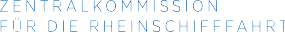 ZENTRALKOMMISSION
FÜR DIE RHEINSCHIFFFAHRT